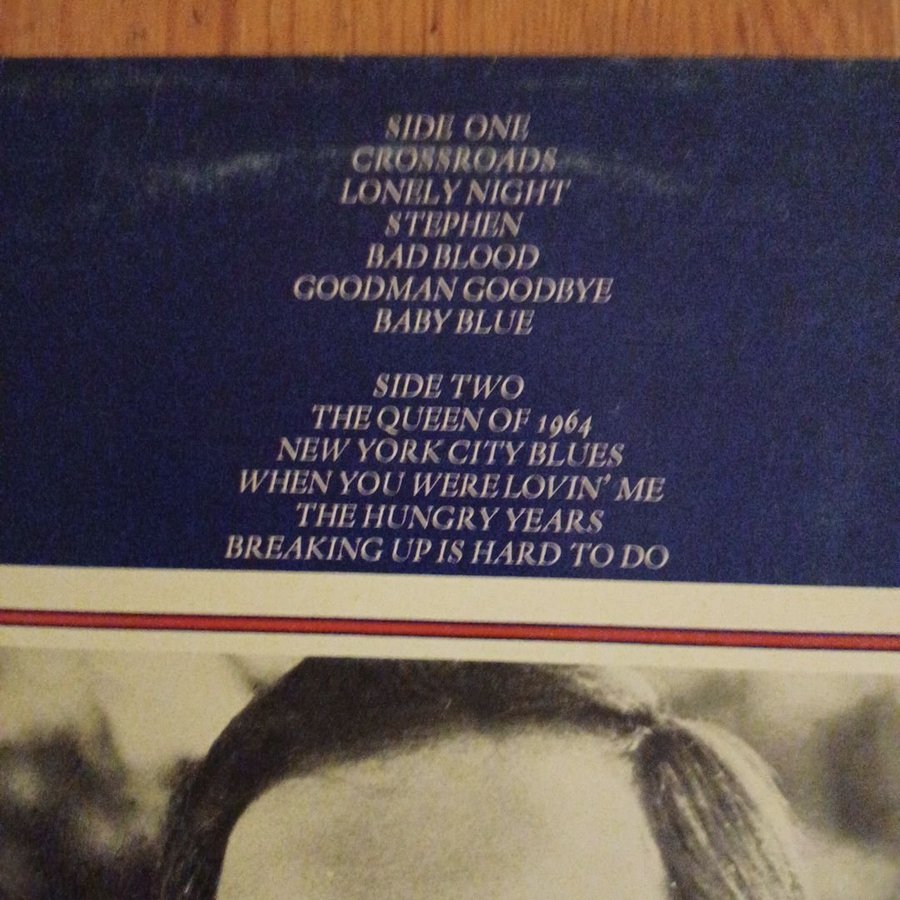 SIDE ONE
CROSSROADS
LONELY NIGHT
STEPHEN
BAD BLOOD
GOODMAN GOODBYE
BABY BLUE
SIDE TWO
THE QUEEN OF 1964
NEW YORK CITY BLUES
WHEN YOU WERE LOVIN' ME
THE HUNGRY YEARS
BREAKING UP IS HARD TO DO